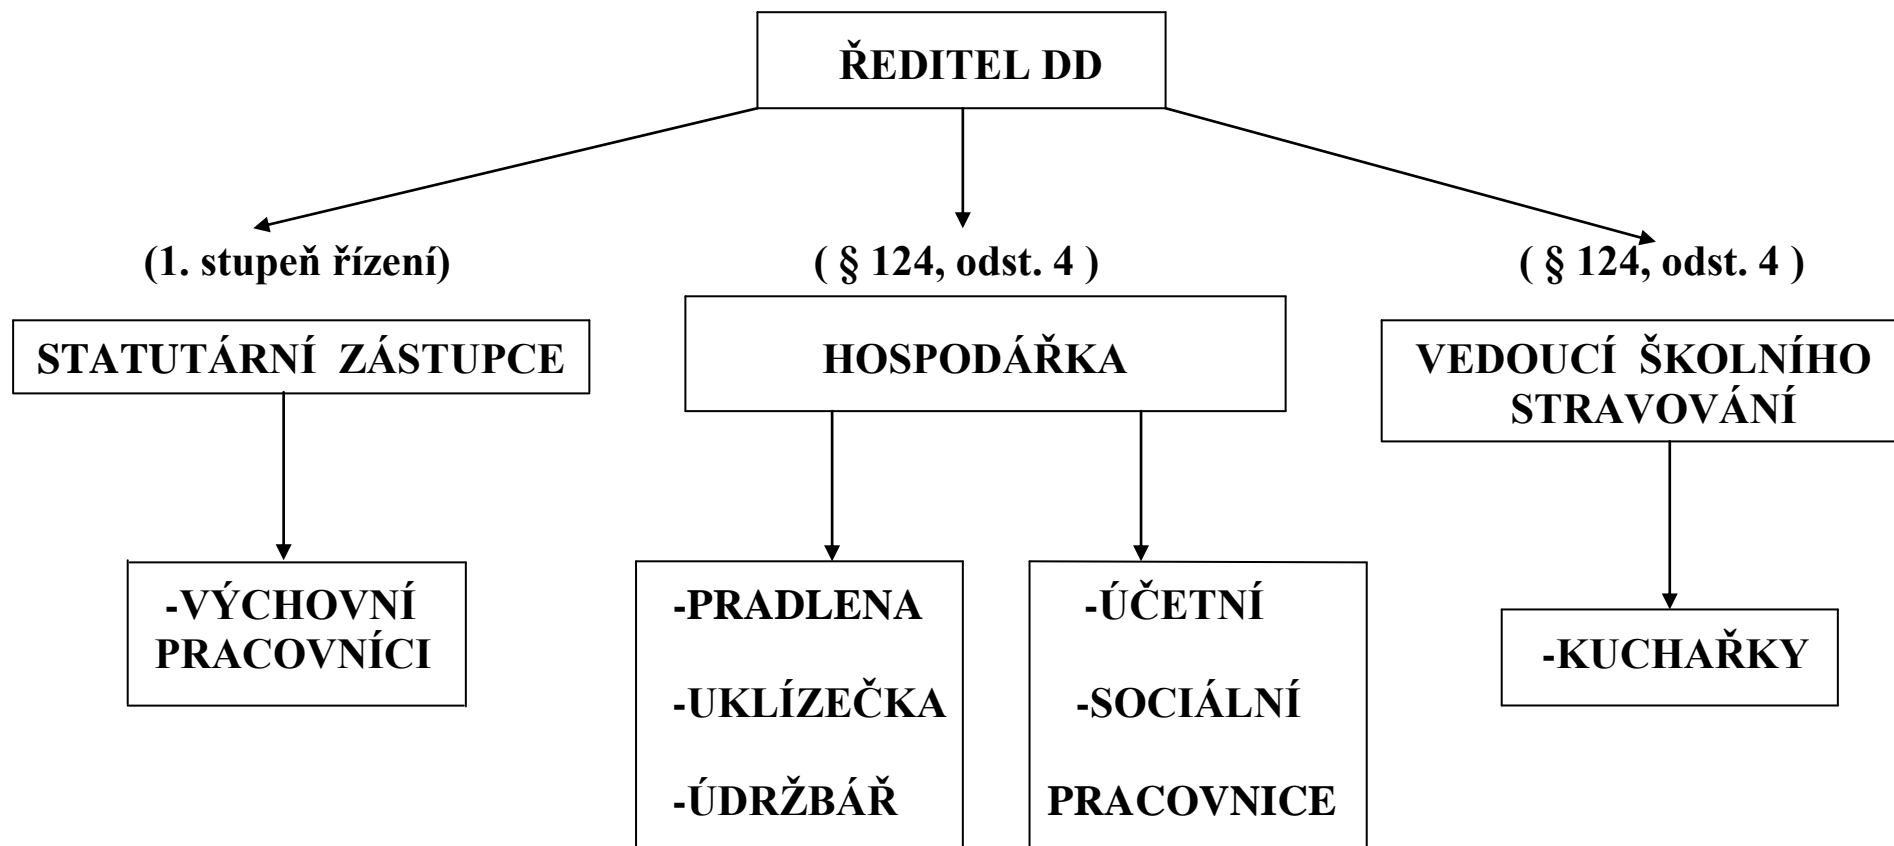 ŘEDITEL DD
(1. stupeň řízení)
( § 124, odst. 4 )
( § 124, odst. 4 )
STATUTÁRNÍ ZÁSTUPCE
HOSPODÁŘKA
VEDOUCÍ ŠKOLNÍHO
STRAVOVÁNÍ
-VÝCHOVNÍ
PRACOVNÍCI
-PRADLENA
-UKLÍZEČKA
-ÚDRŽBÁŘ
-ÚČETNÍ
-SOCIÁLNÍ
PRACOVNICE
-KUCHAŘKY